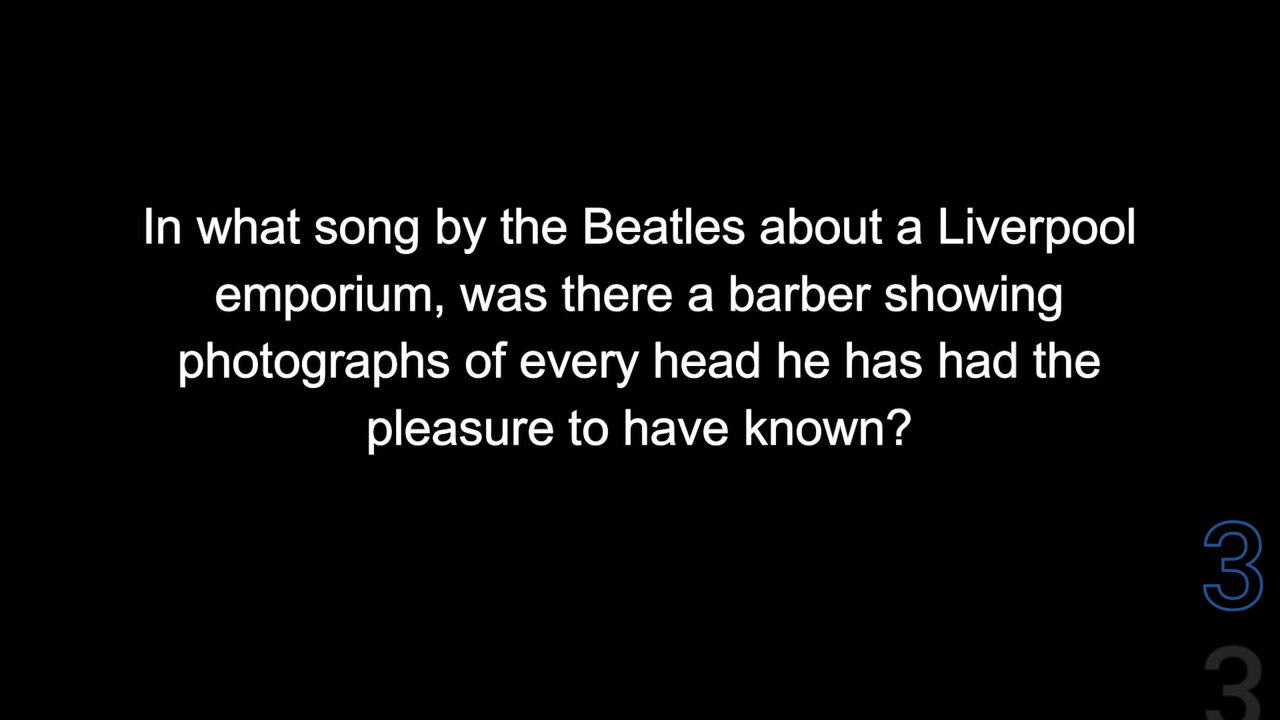 In what song by the Beatles about a Liverpool
emporium, was there a barber showing
photographs of every head he has had the
pleasure to have known?
3
3